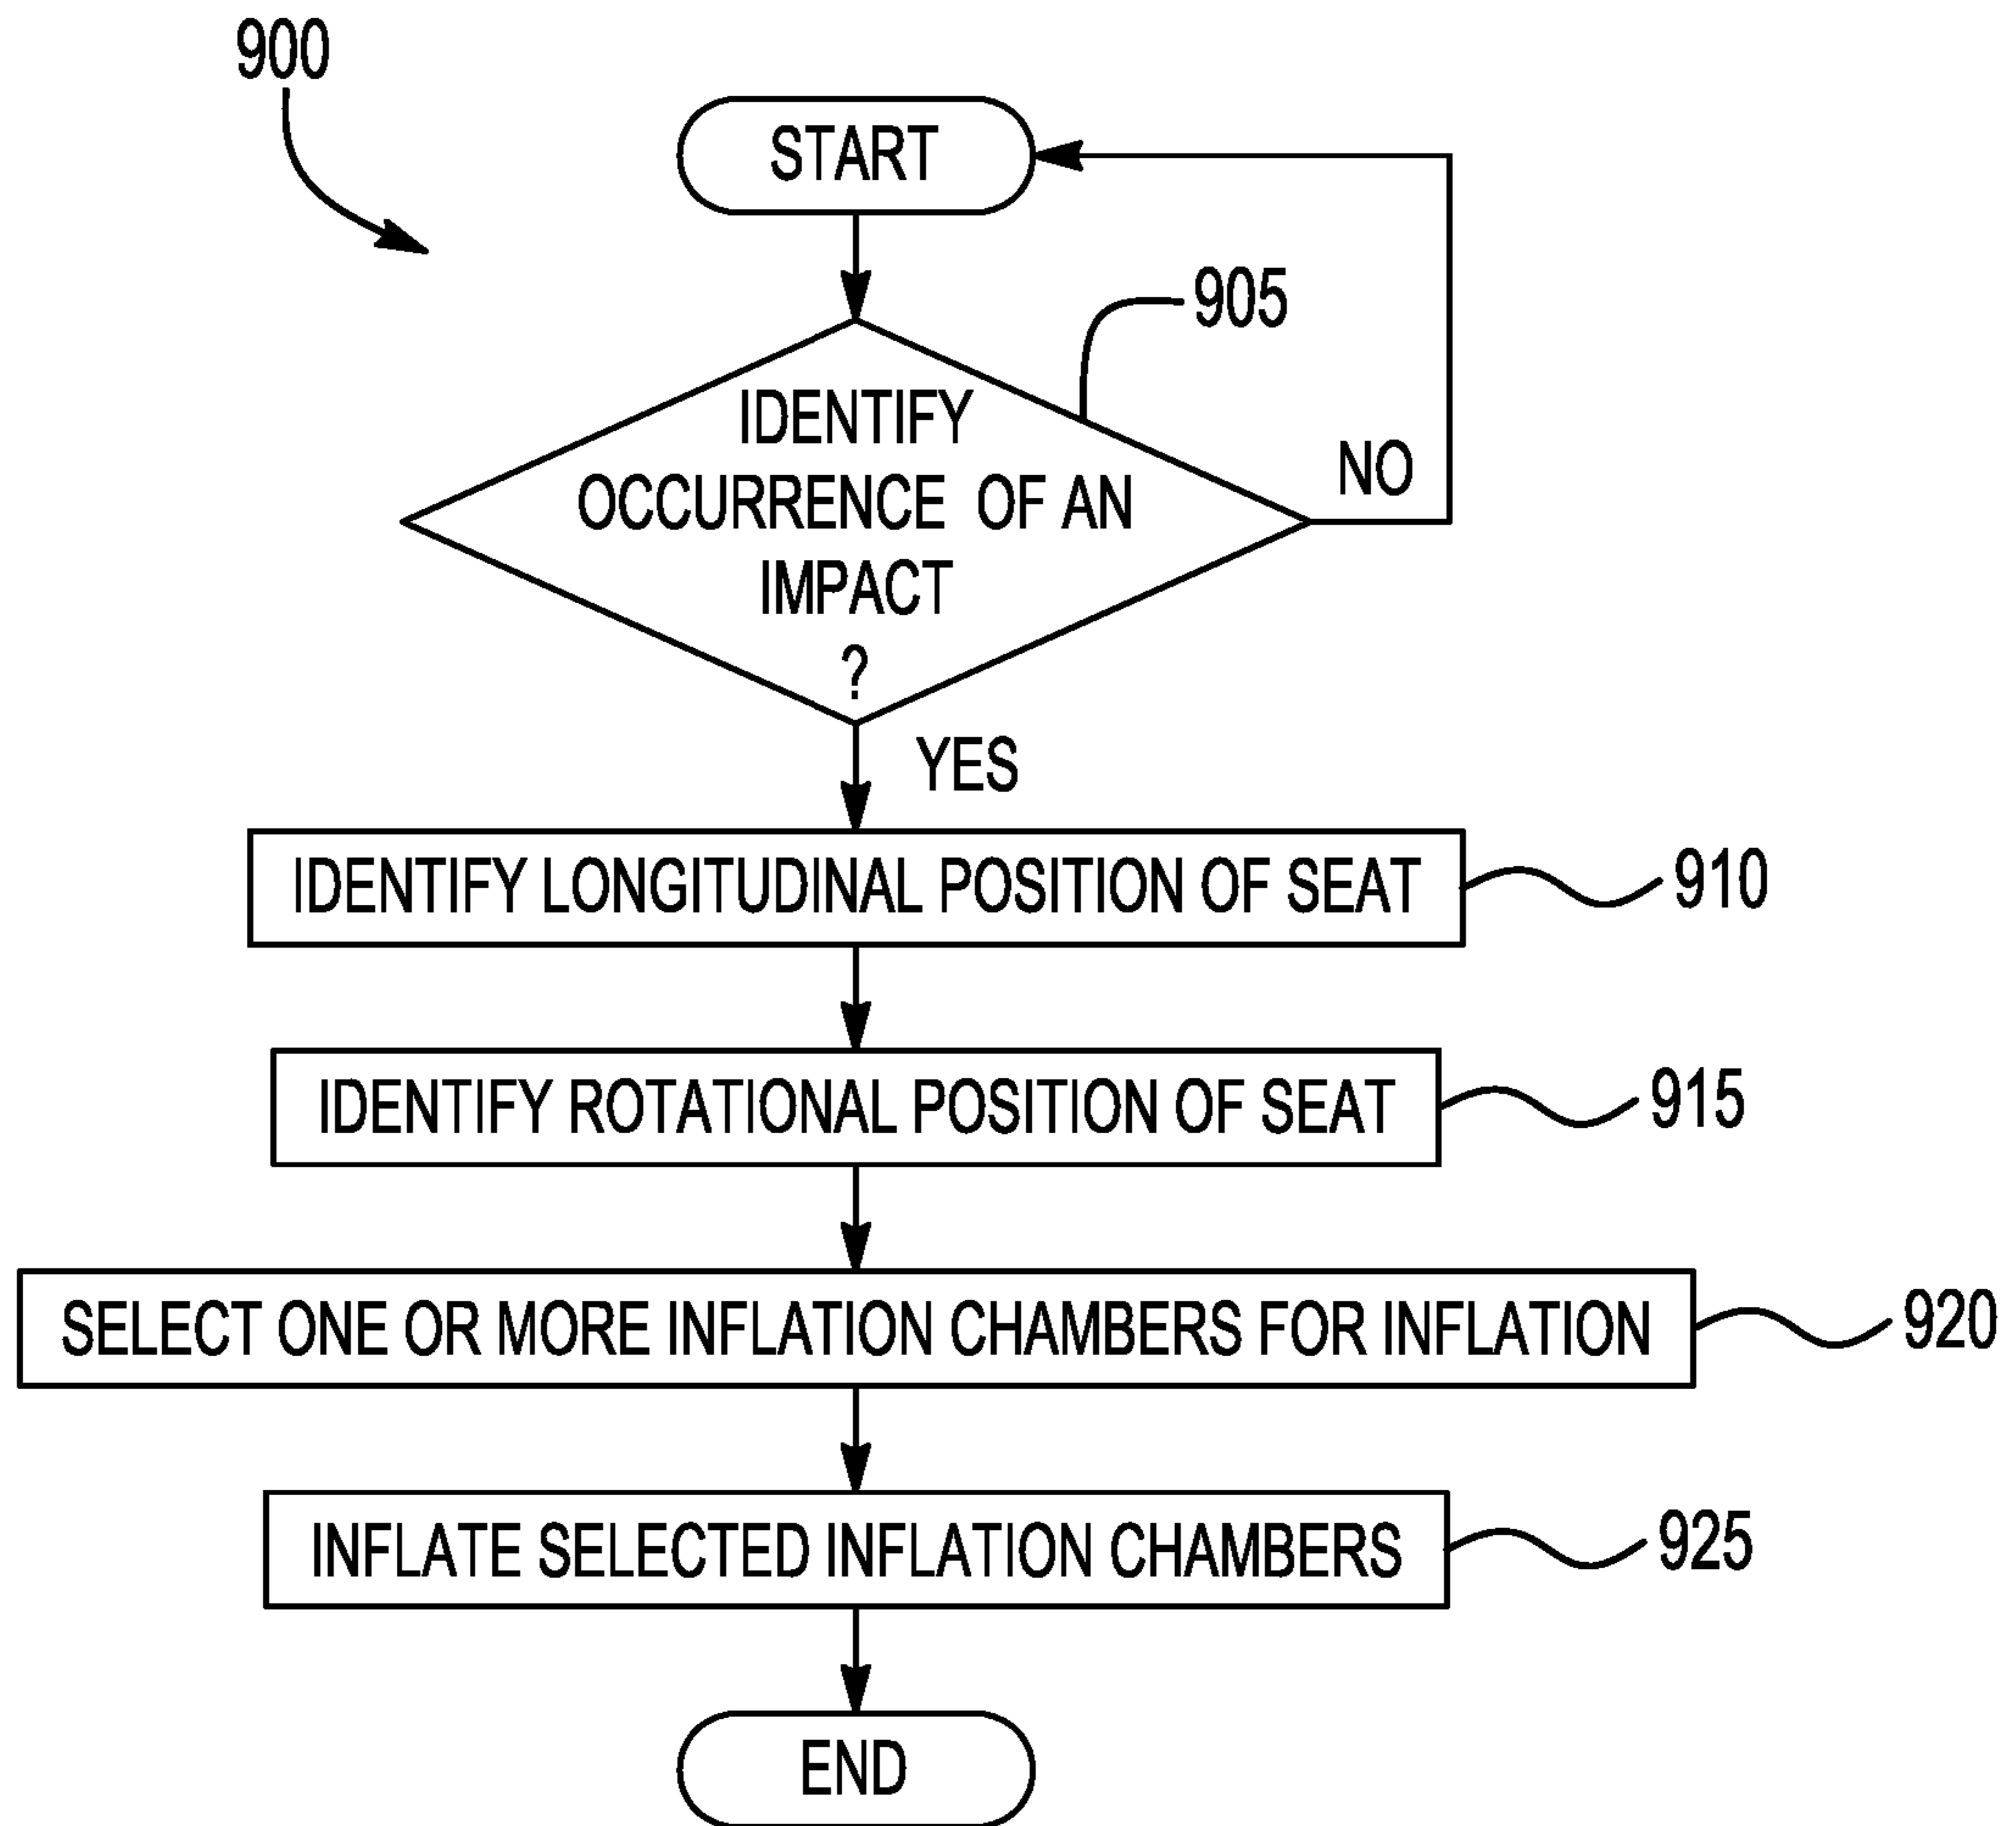 900
START
905
IDENTIFY
OCCURRENCE OF AN
IMPACT
?
NO
YES
IDENTIFY LONGITUDINAL POSITION OF SEAT
910
IDENTIFY ROTATIONAL POSITION OF SEAT
915
SELECT ONE OR MORE INFLATION CHAMBERS FOR INFLATION
920
INFLATE SELECTED INFLATION CHAMBERS
925
END